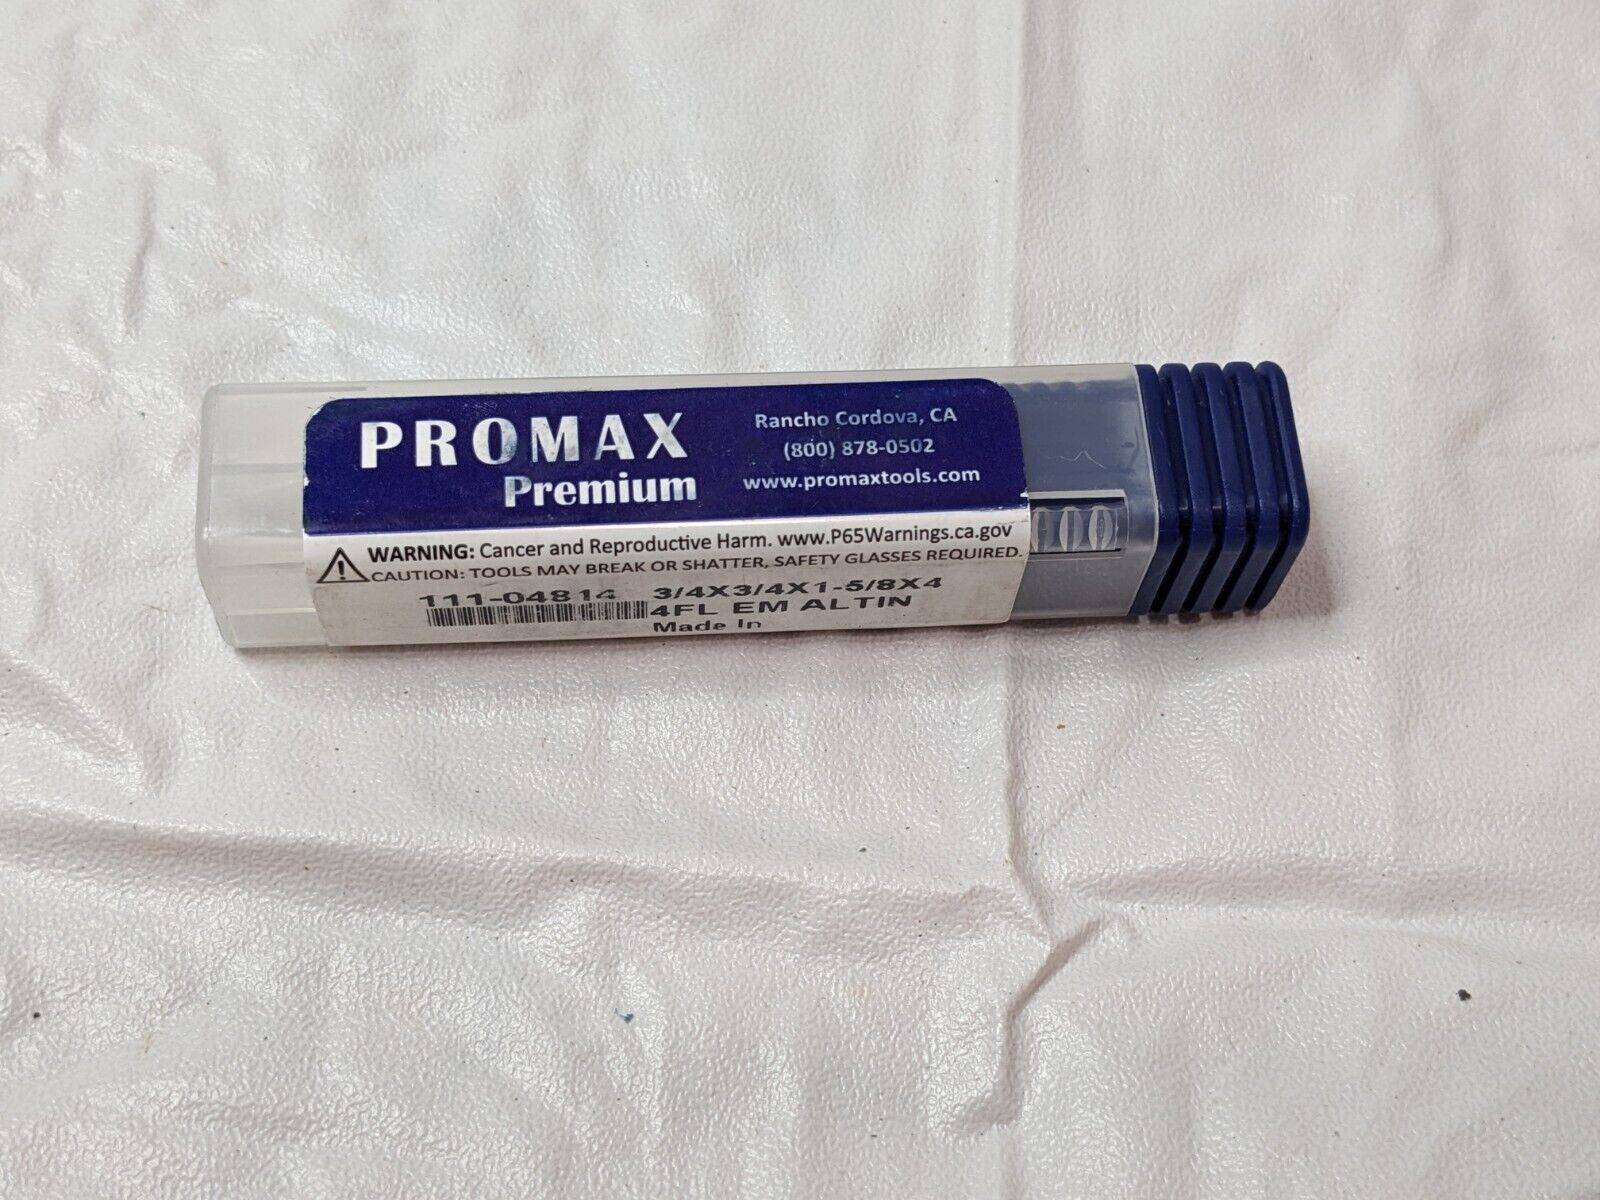 PROMAX
Premium
Rancho Cordova, CA
(800) 878-0502
www.promaxtools.com
WARNING: Cancer and Reproductive Harm. www.P65Warnings.ca.gov
CAUTION: TOOLS MAY BREAK OR SHATTER, SAFETY GLASSES REQUIRED.
111-04814 3/4X3/4X1-5/8X4
4FL EM ALTIN
Made In